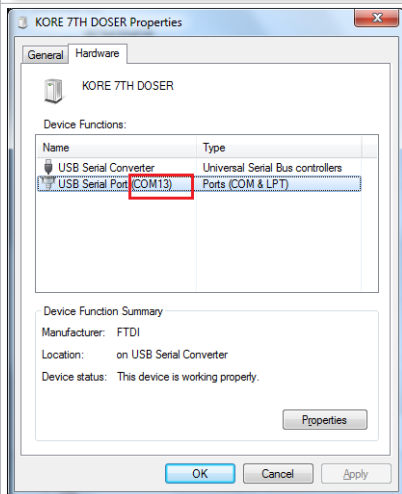 KORE 7TH DOSER Properties
General Hardware
KORE 7TH DOSER
Device Functions:
Name Type
USB Serial Converter Universal Serial Bus controllers
USB Serial Port (COM13) Ports (COM & LPT)
Device Function Summary
Manufacturer: FTDI
Location: on USB Serial Converter
Device status: This device is working properly.
Properties
OK Cancel Apply